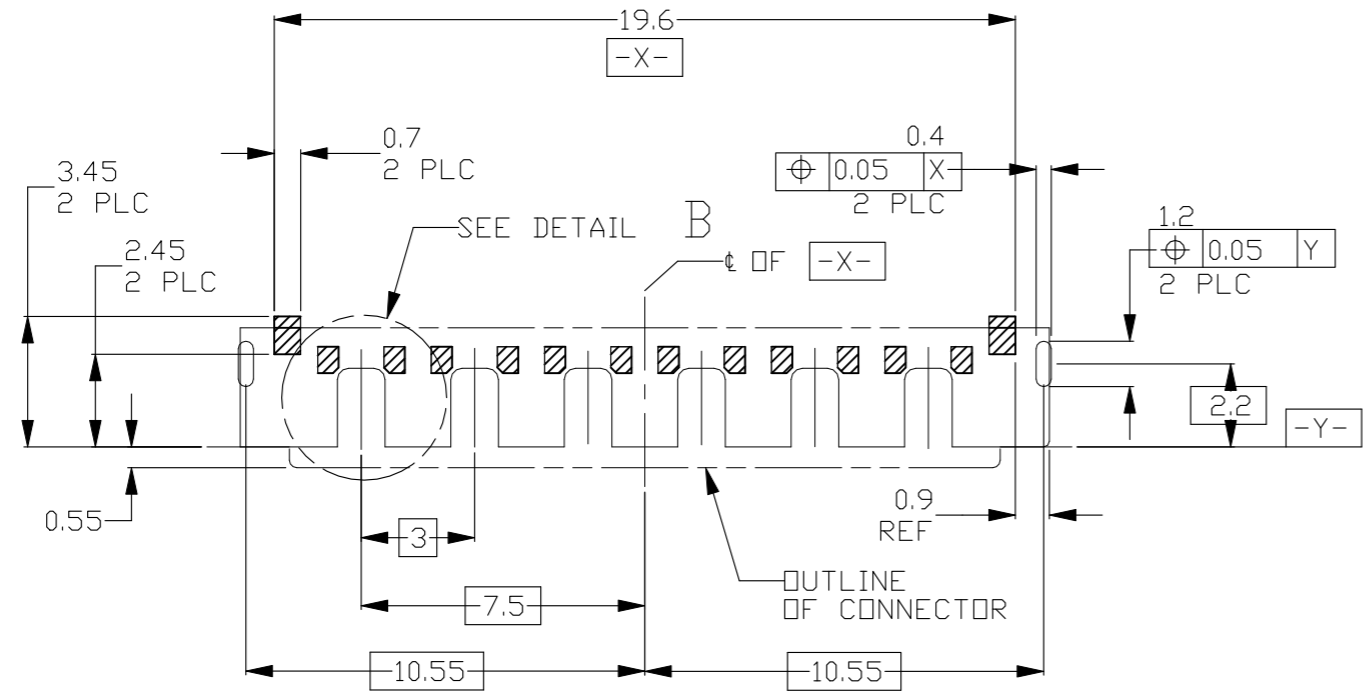 19.6
-X-
0.7
2 PLC
0.4
⌖ 0.05 X
2 PLC
3.45
2 PLC
SEE DETAIL B
1.2
⌖ 0.05 Y
2 PLC
2.45
2 PLC
℄ OF -X-
2.2
-Y-
0.55
0.9
REF
3
OUTLINE
OF CONNECTOR
7.5
10.55
10.55